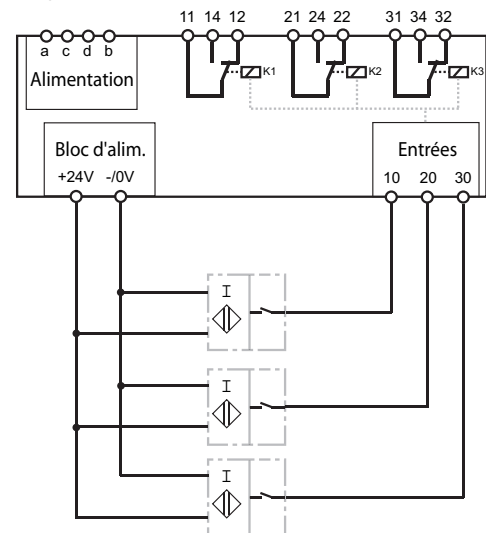 11 14 12 21 24 22 31 34 32
a c d b
K1 K2 K3
Alimentation
Bloc d'alim. Entrées
+24V -/0V 10 20 30
I
I
I